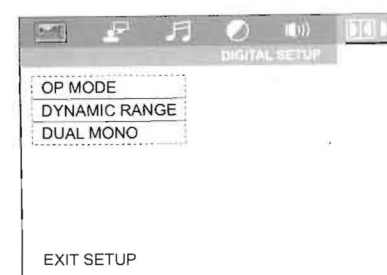 DIGITAL SETUP
OP MODE
DYNAMIC RANGE
DUAL MONO
EXIT SETUP